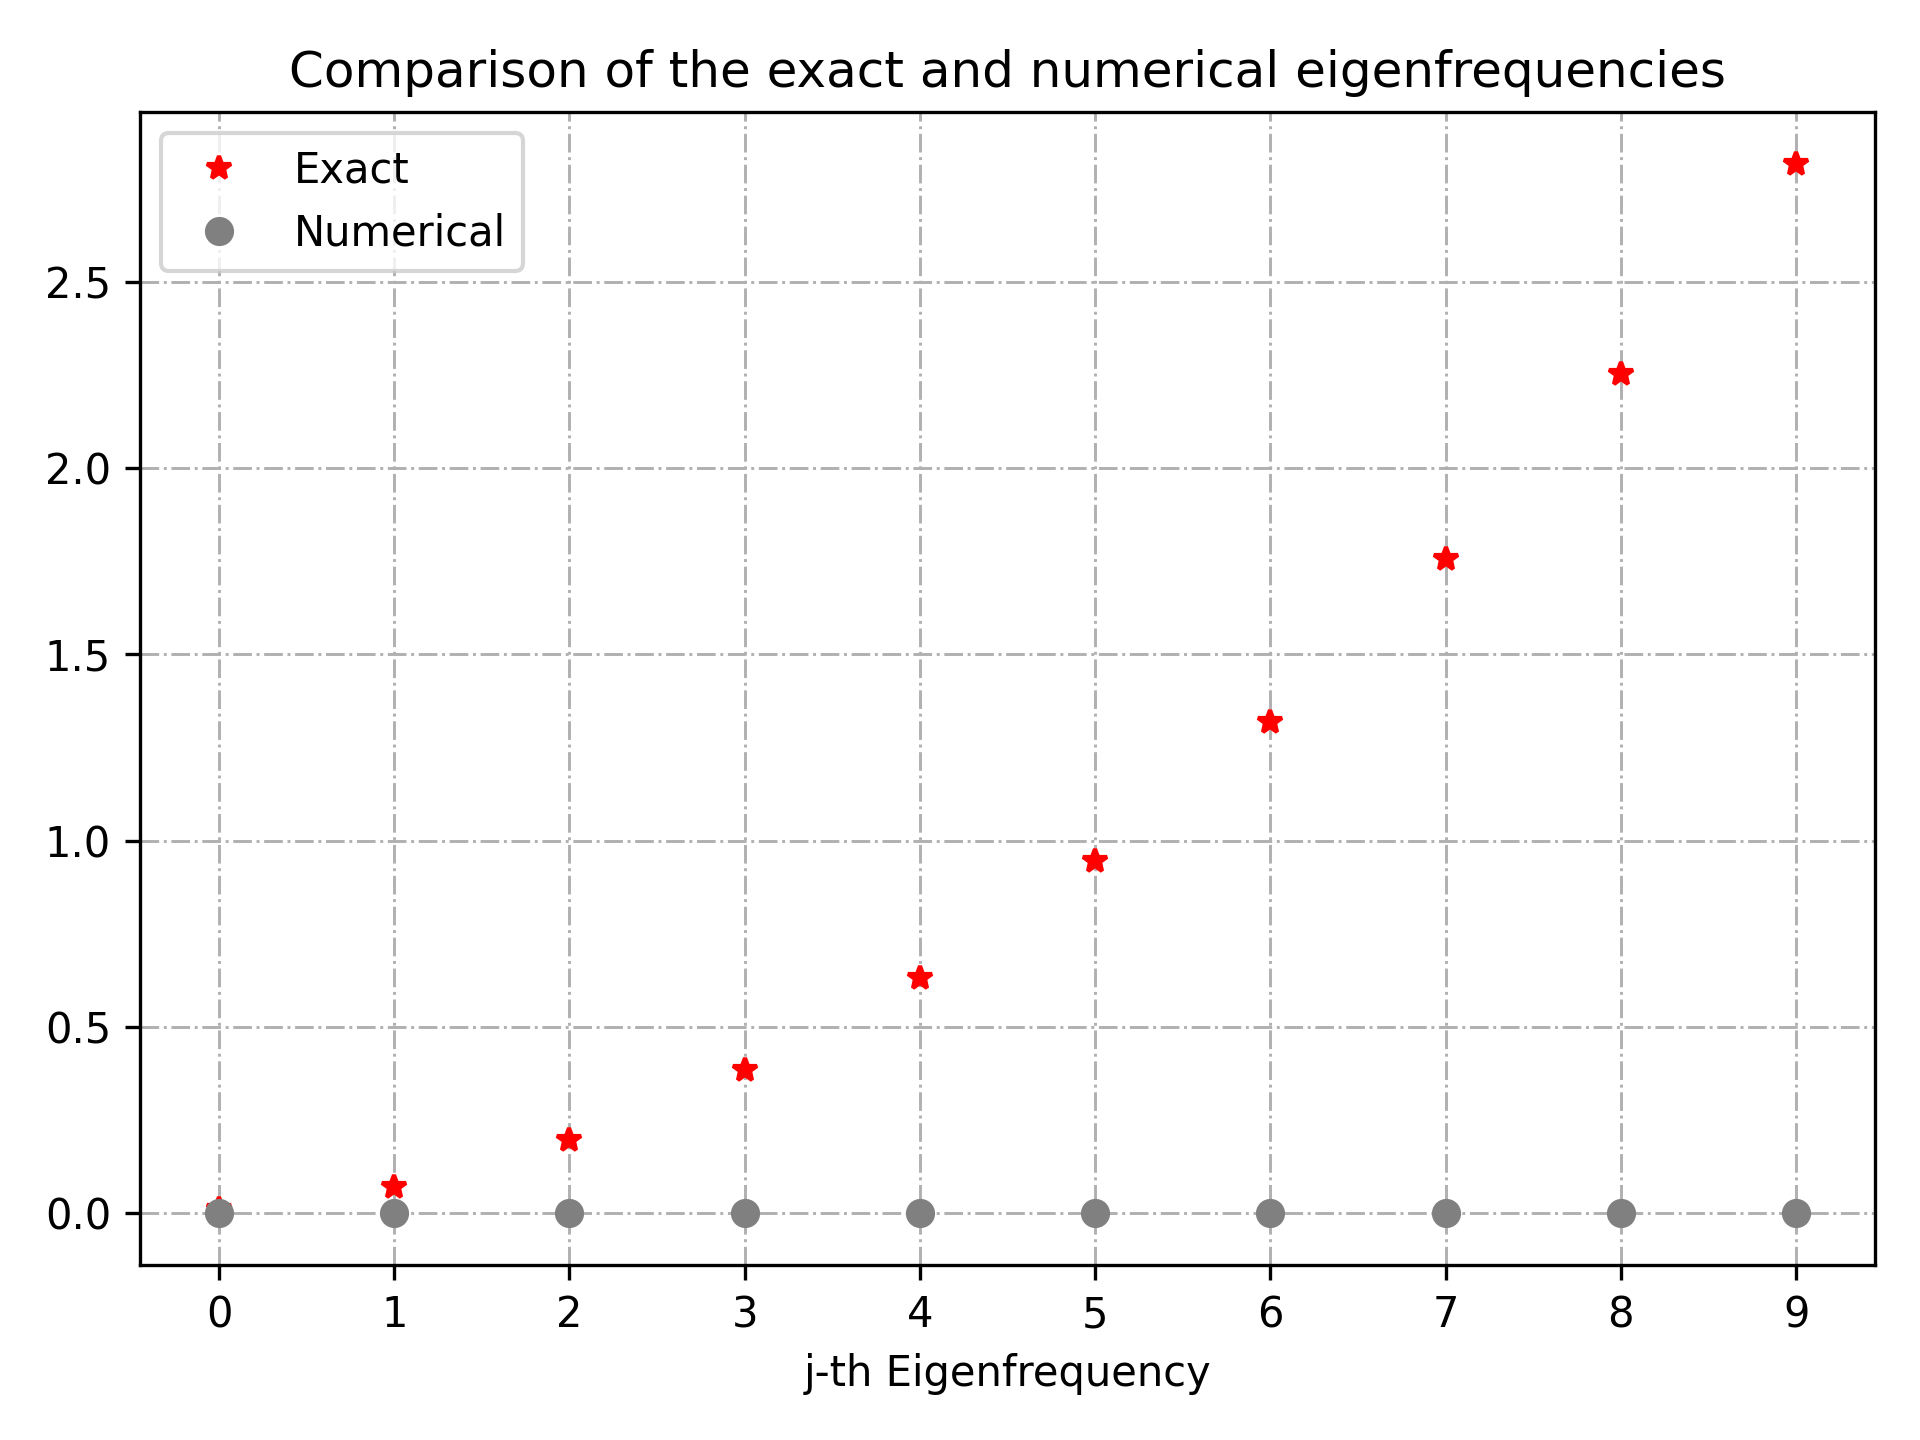 Comparison of the exact and numerical eigenfrequencies
Exact
Numerical
2.5
2.0
1.5
1.0
0.5
0.0
0 1 2 3 4 5 6 7 8 9
j-th Eigenfrequency